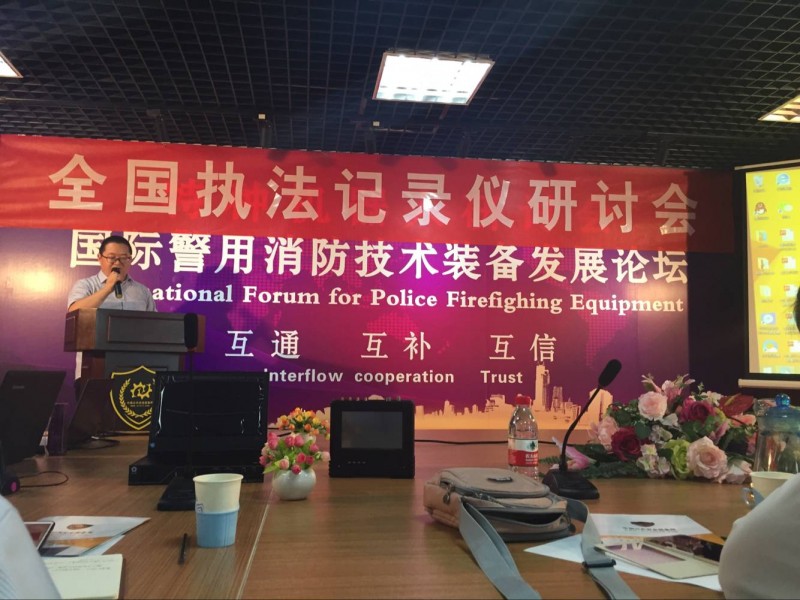 全国执法记录仪研讨会
国际警用消防技术装备发展论坛
ational Forum for Police Firefighing Equipment
互通 互补 互信
interflow cooperation Trust